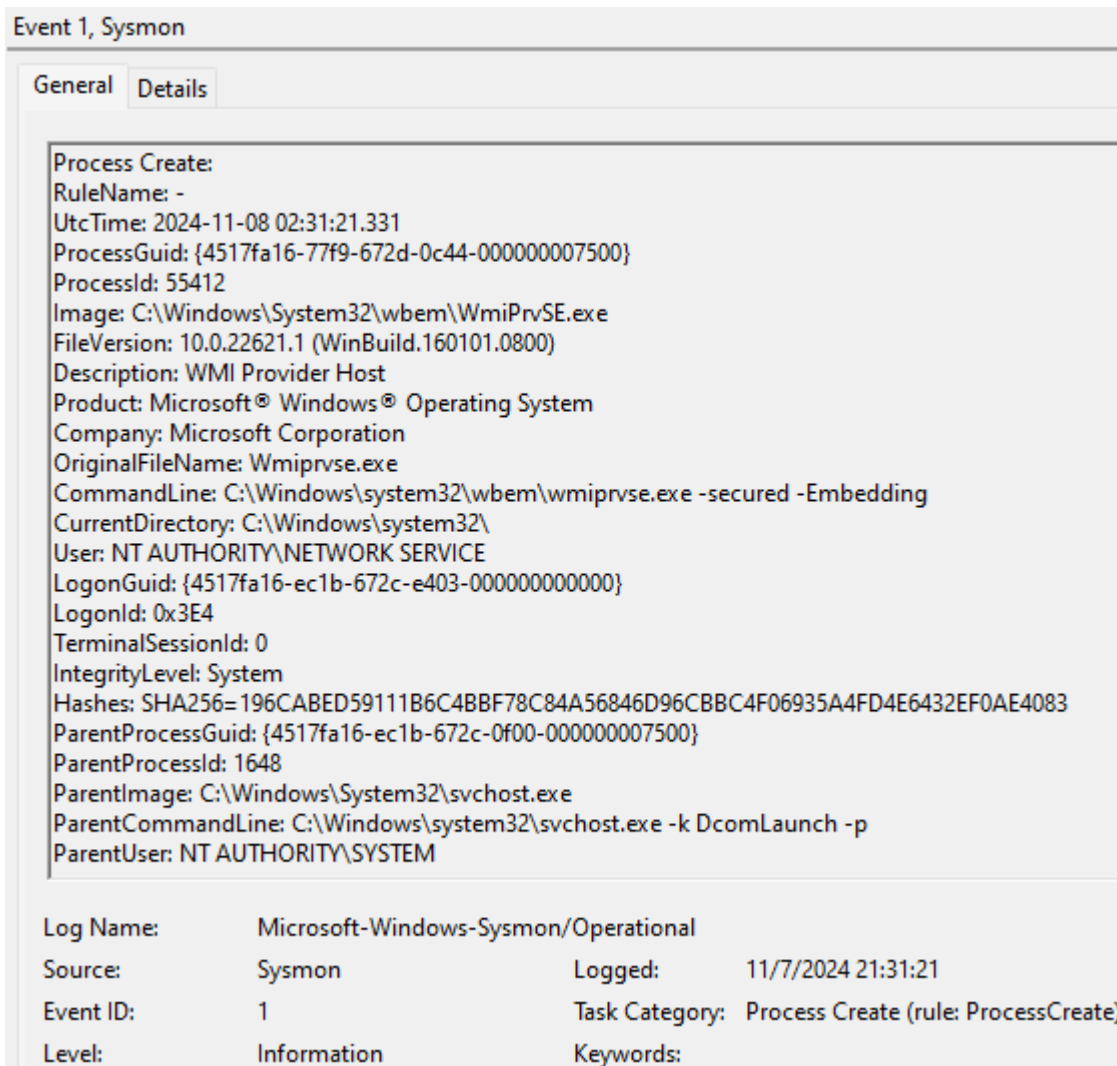 Event 1, Sysmon
General Details
Process Create:
RuleName: -
UtcTime: 2024-11-08 02:31:21.331
ProcessGuid: {4517fa16-77f9-672d-0c44-000000007500}
ProcessId: 55412
Image: C:\Windows\System32\wbem\WmiPrvSE.exe
FileVersion: 10.0.22621.1 (WinBuild.160101.0800)
Description: WMI Provider Host
Product: Microsoft® Windows® Operating System
Company: Microsoft Corporation
OriginalFileName: Wmiprvse.exe
CommandLine: C:\Windows\system32\wbem\wmiprvse.exe -secured -Embedding
CurrentDirectory: C:\Windows\system32\
User: NT AUTHORITY\NETWORK SERVICE
LogonGuid: {4517fa16-ec1b-672c-e403-000000000000}
LogonId: 0x3E4
TerminalSessionId: 0
IntegrityLevel: System
Hashes: SHA256=196CABED59111B6C4BBF78C84A56846D96CBBC4F06935A4FD4E6432EF0AE4083
ParentProcessGuid: {4517fa16-ec1b-672c-0f00-000000007500}
ParentProcessId: 1648
ParentImage: C:\Windows\System32\svchost.exe
ParentCommandLine: C:\Windows\system32\svchost.exe -k DcomLaunch -p
ParentUser: NT AUTHORITY\SYSTEM
Log Name: Microsoft-Windows-Sysmon/Operational
Source: Sysmon Logged: 11/7/2024 21:31:21
Event ID: 1 Task Category: Process Create (rule: ProcessCreate)
Level: Information Keywords: